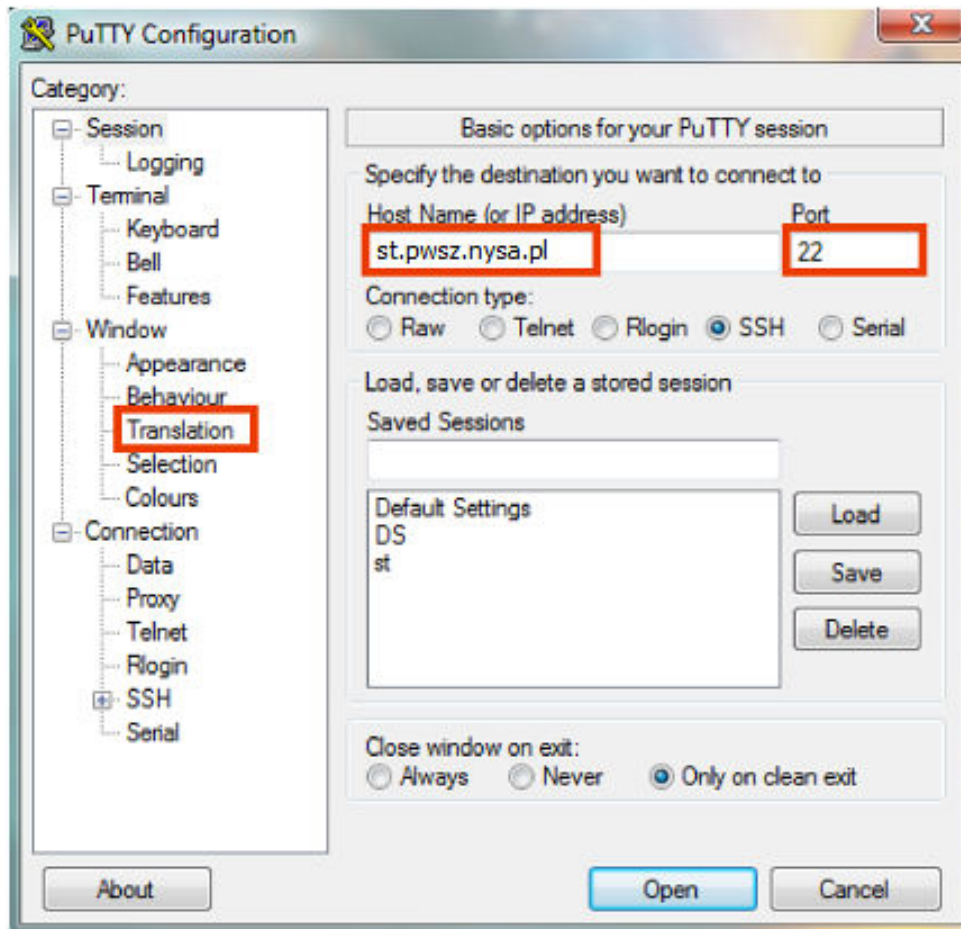 PuTTY Configuration
Category:
Session
Logging
Terminal
Keyboard
Bell
Features
Window
Appearance
Behaviour
Translation
Selection
Colours
Connection
Data
Proxy
Telnet
Rlogin
SSH
Serial
Basic options for your PuTTY session
Specify the destination you want to connect to
Host Name (or IP address) Port
st.pwsz.nysa.pl 22
Connection type:
Raw Telnet Rlogin SSH Serial
Load, save or delete a stored session
Saved Sessions
Default Settings
DS
st
Load
Save
Delete
Close window on exit:
Always Never Only on clean exit
About Open Cancel